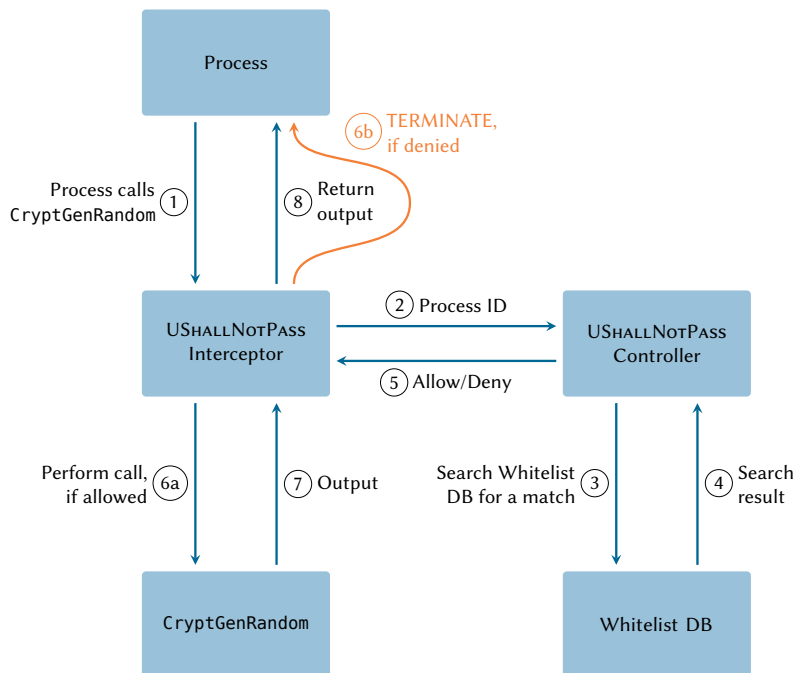 Process
6b TERMINATE,
if denied
Process calls
CryptGenRandom
1
8 Return
output
2 Process ID
UShallNotPass
Interceptor
UShallNotPass
Controller
5 Allow/Deny
Perform call,
if allowed
6a
7 Output
Search Whitelist
DB for a match
3
4 Search
result
CryptGenRandom
Whitelist DB